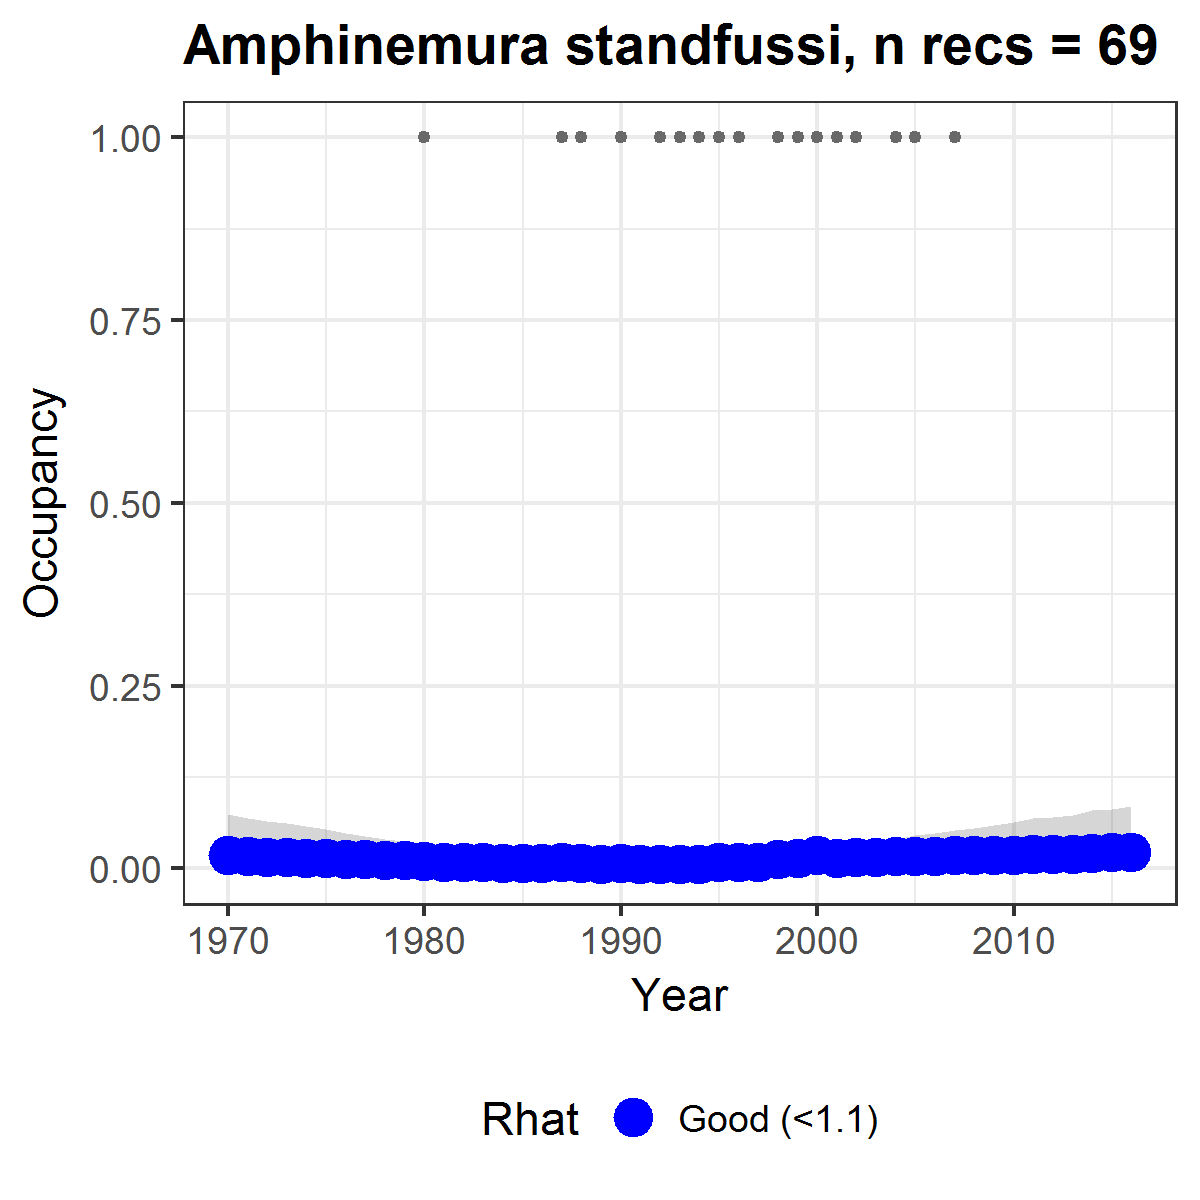 Amphinemura standfussi, n recs = 69
1.00
0.75
0.50
0.25
0.00
Occupancy
1970 1980 1990 2000 2010
Year
Rhat Good (<1.1)